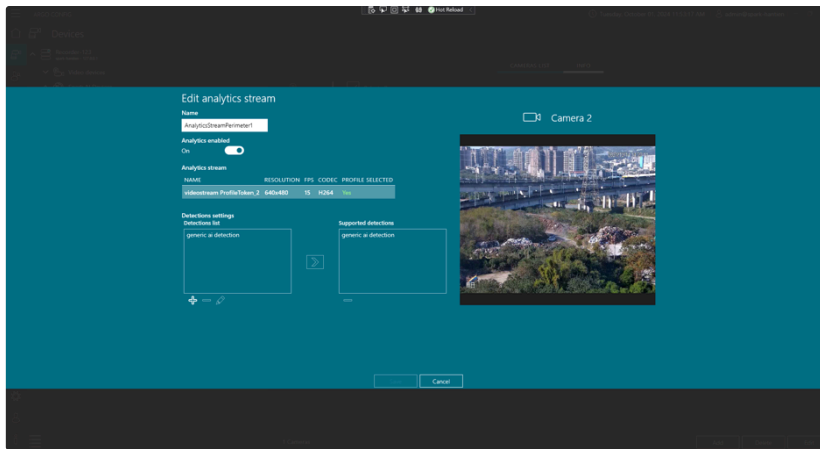 Hot Reload
Devices
Edit analytics stream
Name
AnalyticsStreamPerimeter1
Analytics enabled
On
Analytics stream
NAME RESOLUTION FPS CODEC PROFILE SELECTED
videostream ProfileToken_2 640x480 15 H264 Yes
Detections settings
Detections list Supported detections
generic ai detection generic ai detection
Camera 2
Cancel